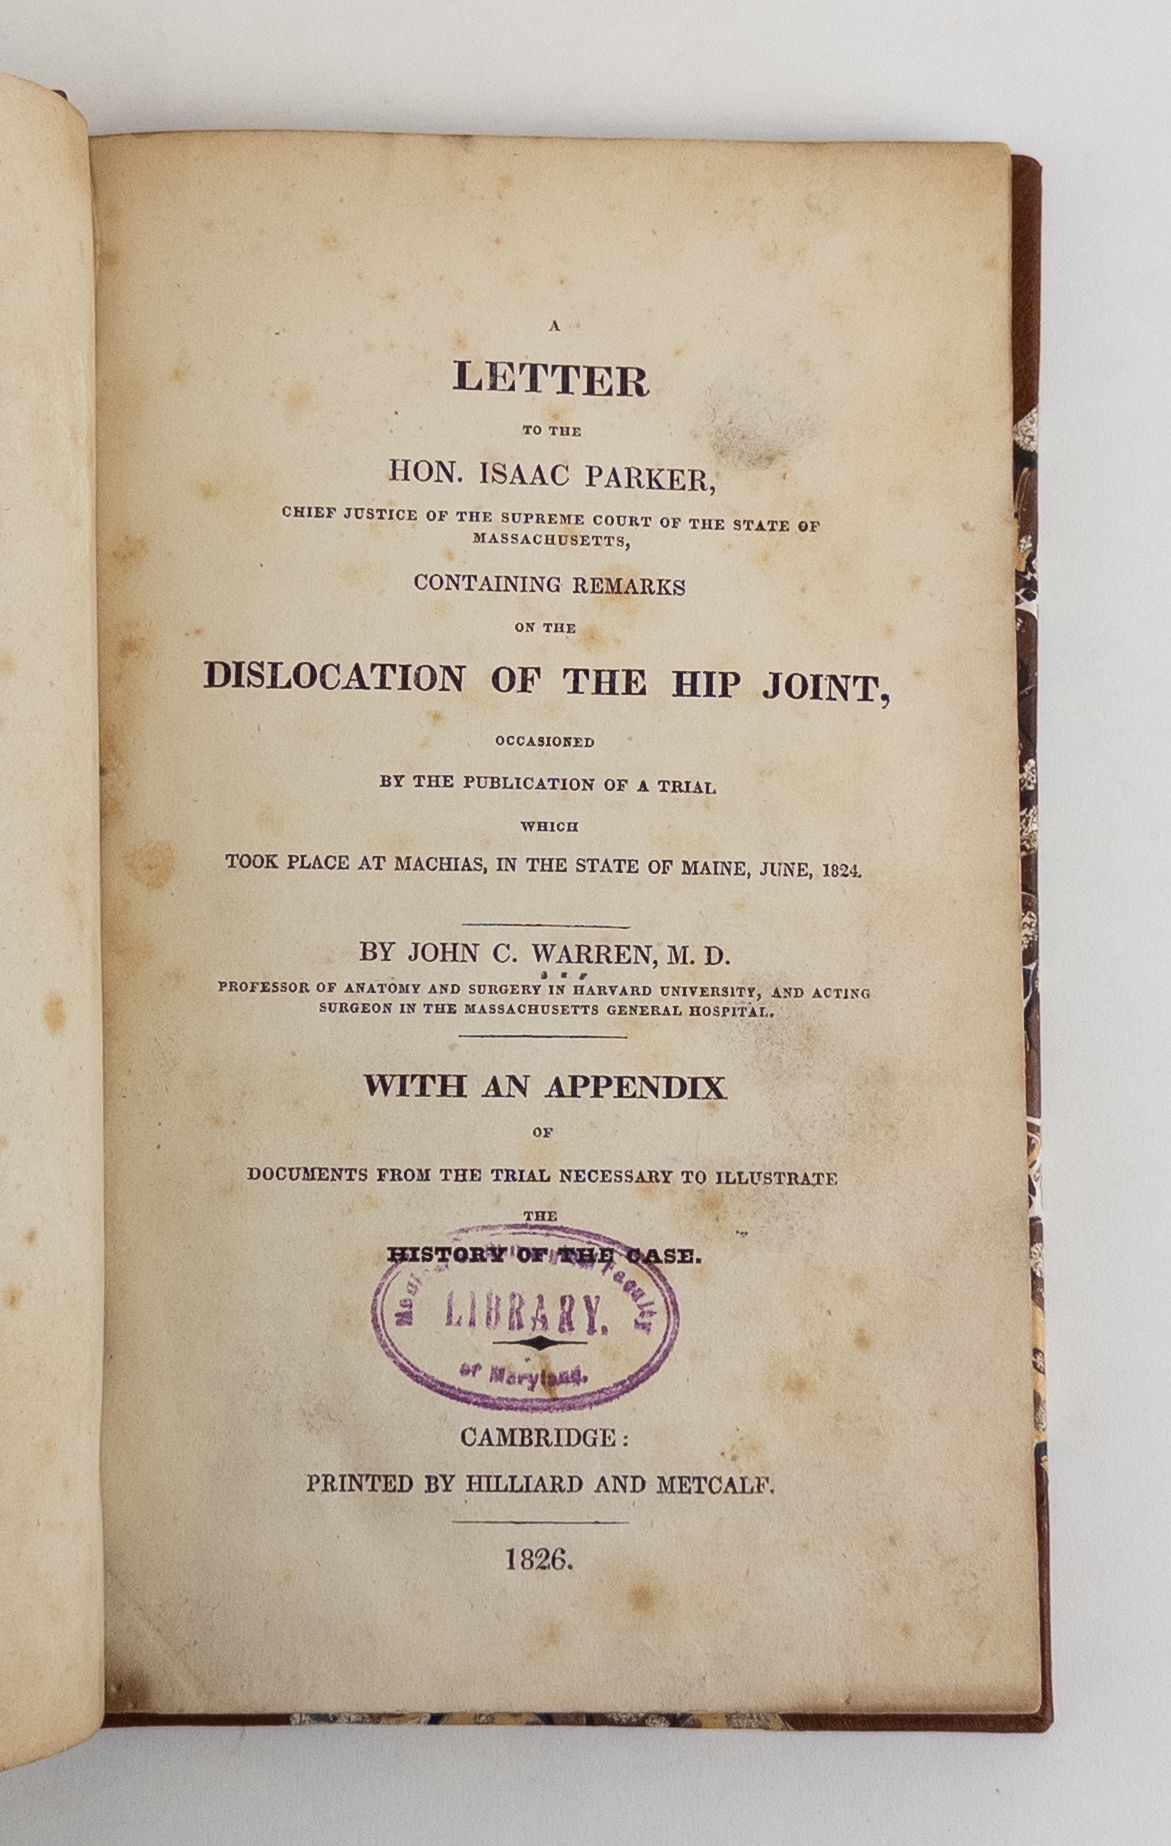 A
LETTER
TO THE
HON. ISAAC PARKER,
CHIEF JUSTICE OF THE SUPREME COURT OF THE STATE OF
MASSACHUSETTS,
CONTAINING REMARKS
ON THE
DISLOCATION OF THE HIP JOINT,
OCCASIONED
BY THE PUBLICATION OF A TRIAL
WHICH
TOOK PLACE AT MACHIAS, IN THE STATE OF MAINE, JUNE, 1824.
BY JOHN C. WARREN, M. D.
PROFESSOR OF ANATOMY AND SURGERY IN HARVARD UNIVERSITY, AND ACTING
SURGEON IN THE MASSACHUSETTS GENERAL HOSPITAL.
WITH AN APPENDIX
OF
DOCUMENTS FROM THE TRIAL NECESSARY TO ILLUSTRATE
THE
HISTORY OF THE CASE.
Faculty
LIBRARY.
of Maryland.
CAMBRIDGE:
PRINTED BY HILLIARD AND METCALF.
1826.